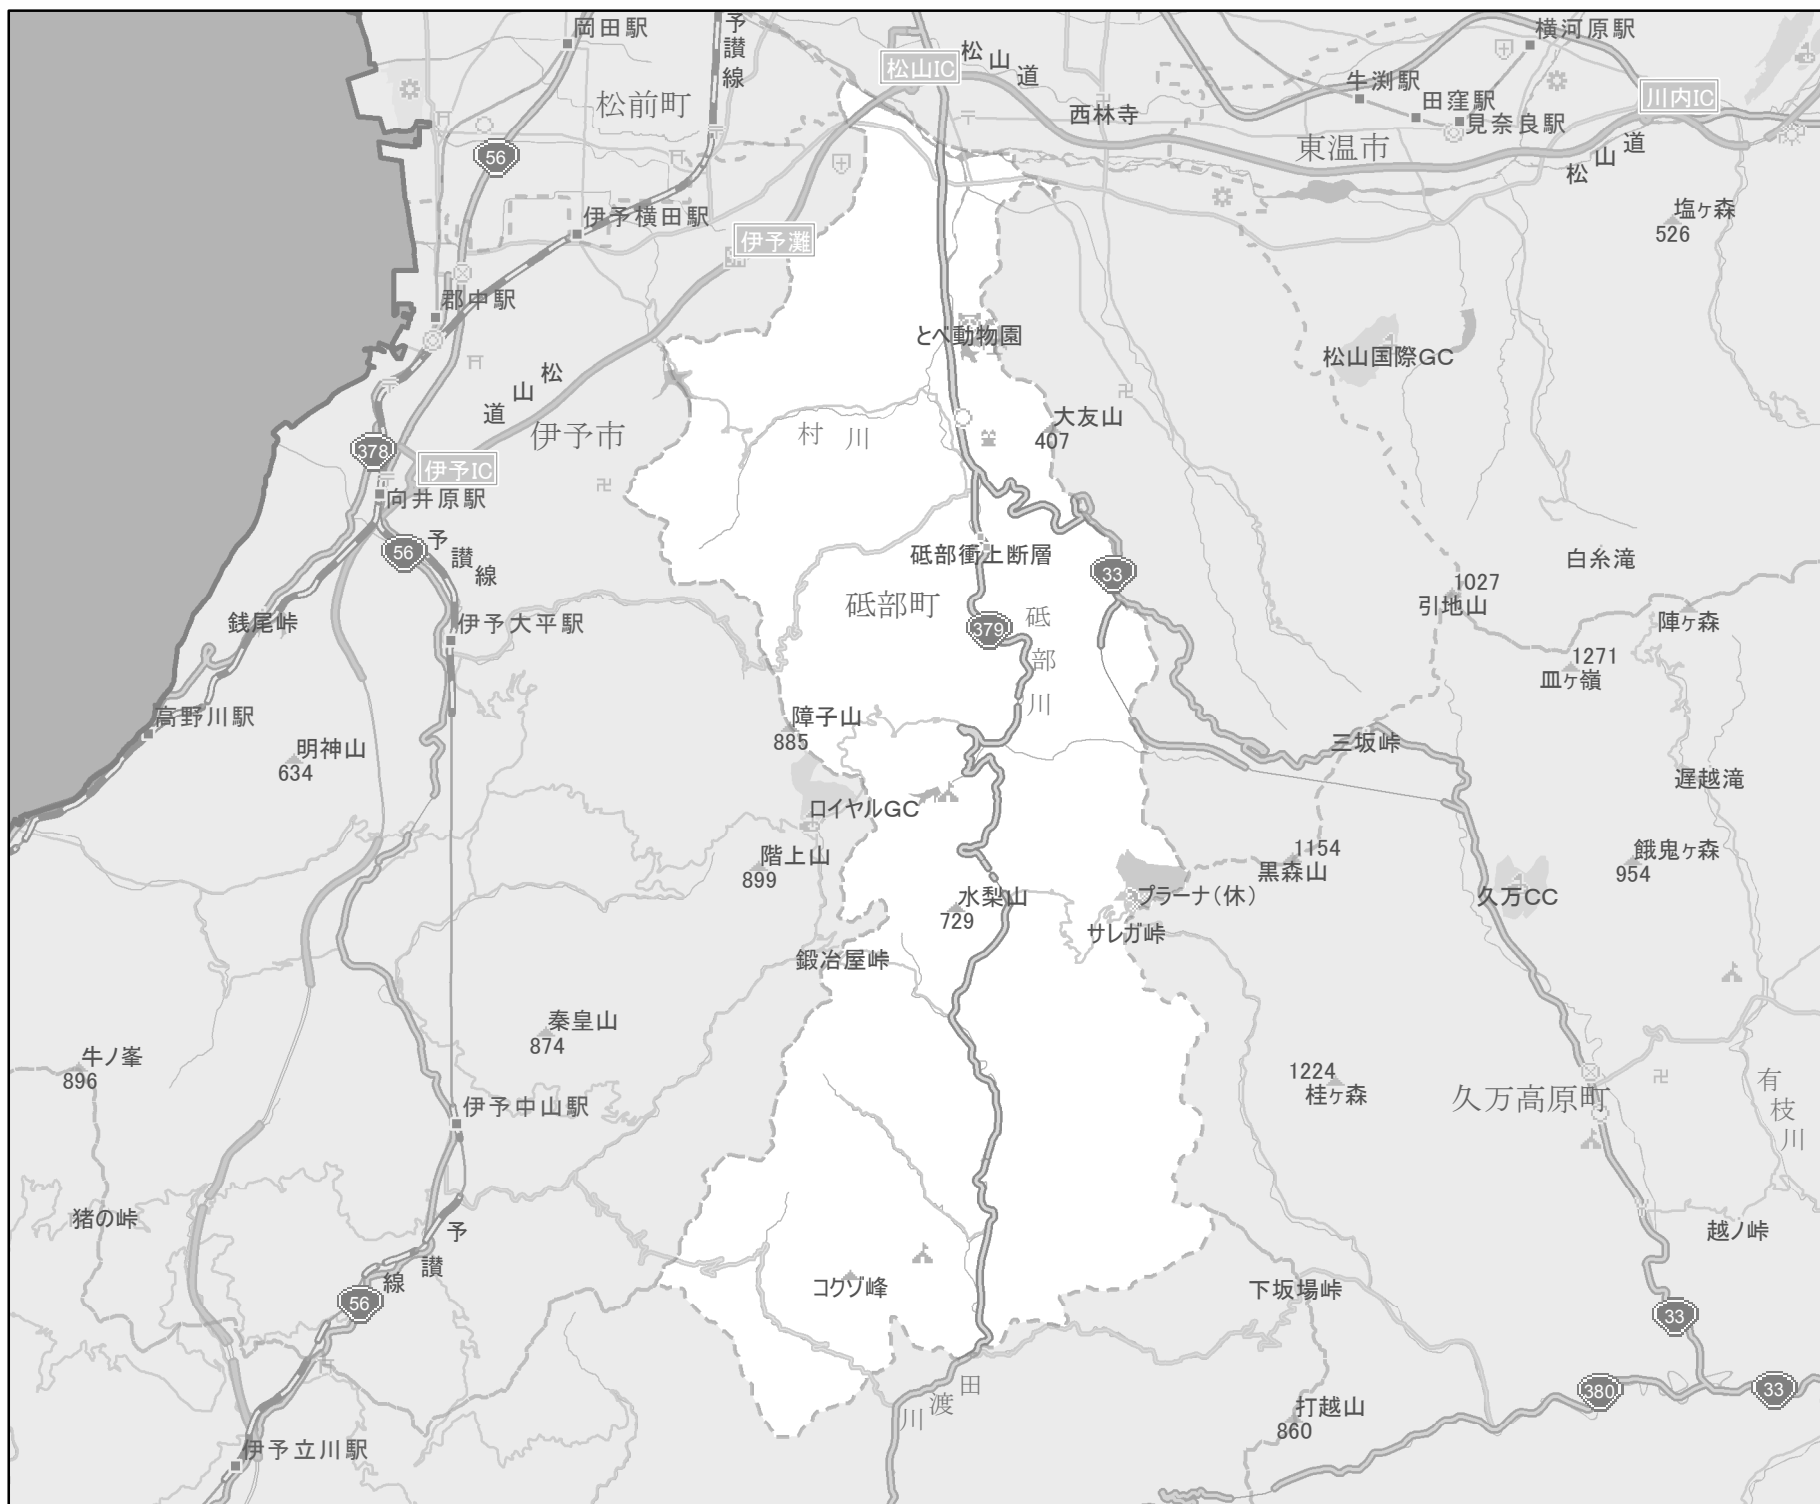 岡田駅
予讃線
松山IC
松山道
横河原駅
松前町
牛渕駅
川内IC
西林寺
田窪駅
見奈良駅
56
東温市
松山道
伊予横田駅
塩ヶ森
526
伊予灘
郡中駅
とべ動物園
松山国際GC
松山道
大友山
407
伊予市
村川
378
伊予IC
向井原駅
56
予讃線
砥部衝上断層
33
白糸滝
1027
引地山
砥部町
379
砥部川
銭尾峠
伊予大平駅
陣ヶ森
1271
皿ヶ嶺
高野川駅
障子山
885
明神山
634
三坂峠
遅越滝
ロイヤルGC
階上山
899
1154
黒森山
餓鬼ヶ森
954
水梨山
729
プラーナ(休)
久万CC
サレガ峠
鍛冶屋峠
秦皇山
874
牛ノ峯
896
1224
桂ヶ森
久万高原町
有枝川
伊予中山駅
猪の峠
予讃線
越ノ峠
コクゾ峰
下坂場峠
56
33
田渡川
380
33
打越山
860
伊予立川駅